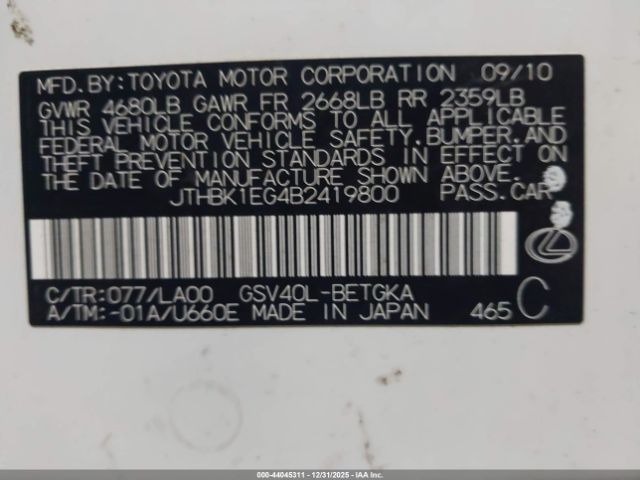 MFD. BY: TOYOTA MOTOR CORPORATION 09/10
GVWR 4680LB GAWR FR 2668LB RR 2359LB
THIS VEHICLE CONFORMS TO ALL APPLICABLE
FEDERAL MOTOR VEHICLE SAFETY, BUMPER, AND
THEFT PREVENTION STANDARDS IN EFFECT ON
THE DATE OF MANUFACTURE SHOWN ABOVE.
JTHBK1EG4B2419800 PASS. CAR
C/TR: 077/LA00 GSV40L-BETGKA
A/TM: -01A/U660E MADE IN JAPAN 465 C
000-44045311 - 12/31/2025 - IAA Inc. Copyright